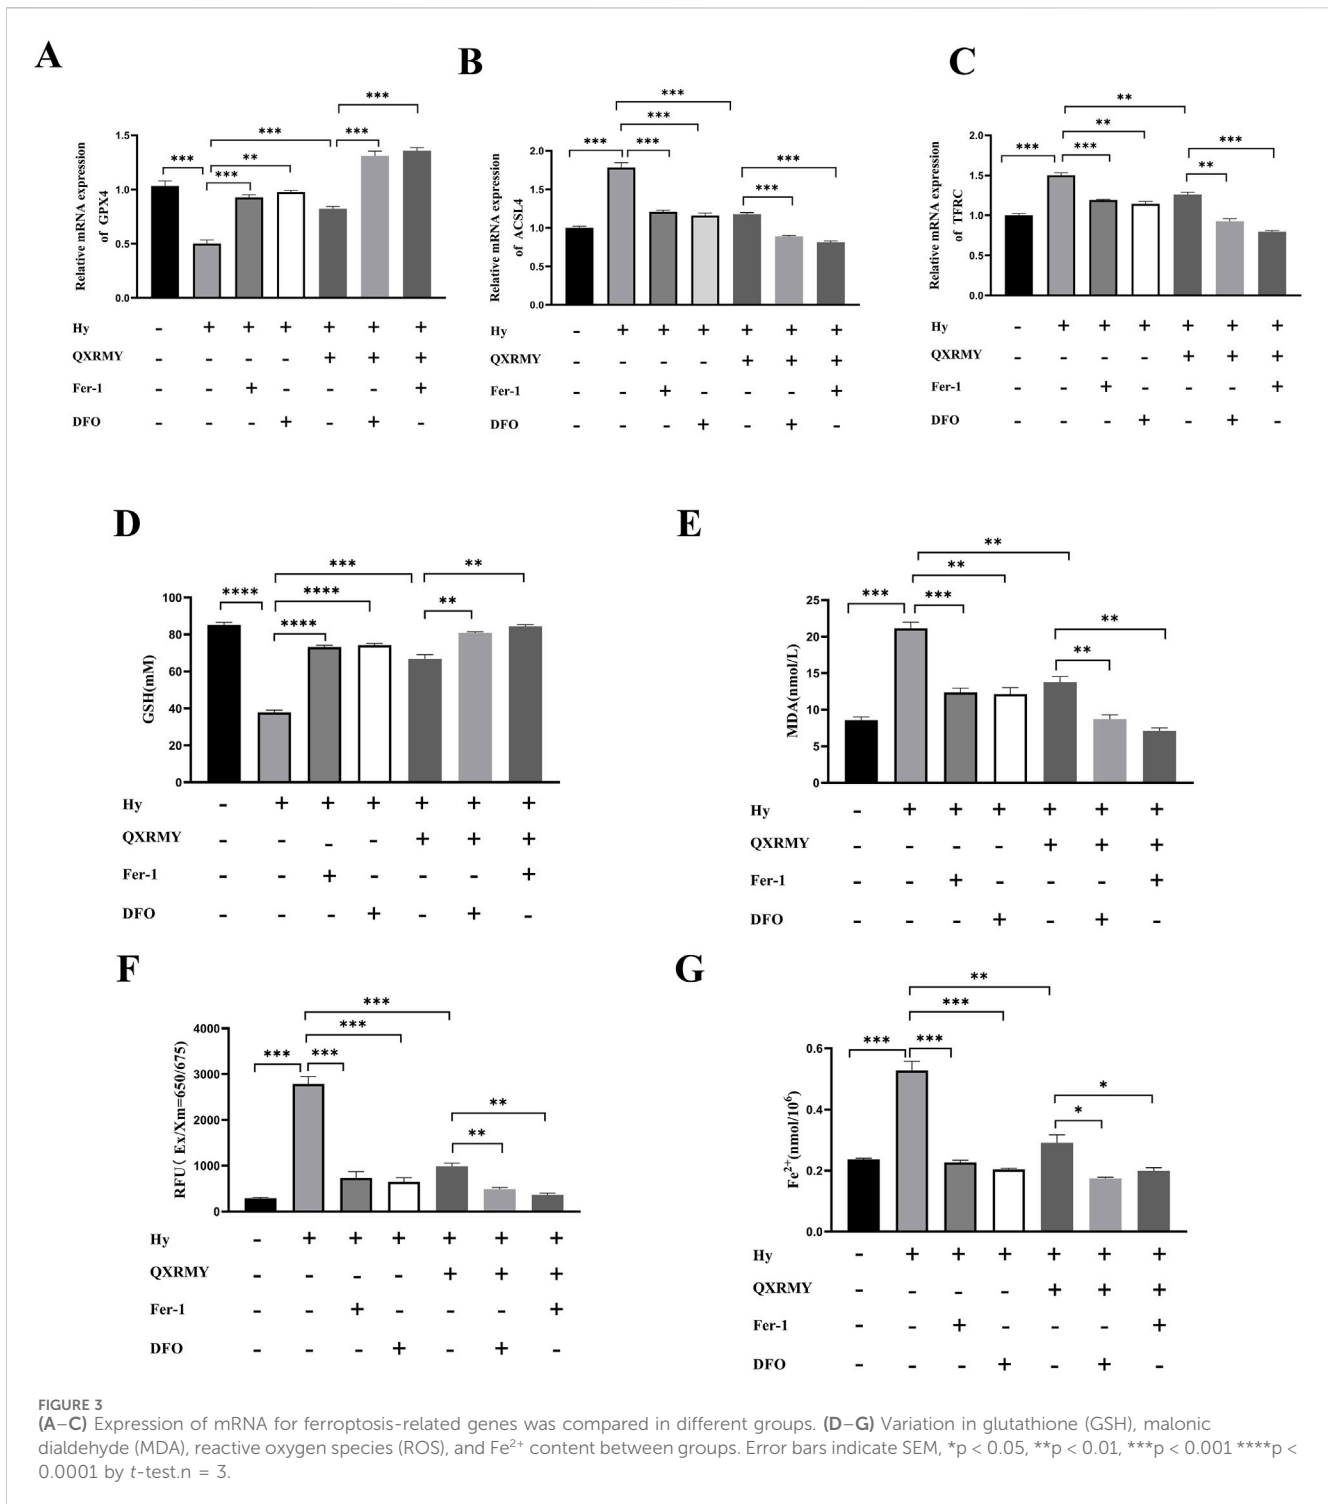 A
B
C
***
***
**
***
***
***
**
***
***
***
***
***
***
***
**
***
***
**
Relative mRNA expression
of GPX4
1.5
1.0
0.5
0.0
Relative mRNA expression
of ACSL4
2.0
1.5
1.0
0.5
0.0
Relative mRNA expression
of TFRC
2.0
1.5
1.0
0.5
0.0
Hy - + + + + + +
QXRMY - - - - + + +
Fer-1 - - + - - - +
DFO - - - + - + -
Hy - + + + + + +
QXRMY - - - - + + +
Fer-1 - - + - - - +
DFO - - - + - + -
Hy - + + + + + +
QXRMY - - - - + + +
Fer-1 - - + - - - +
DFO - - - + - + -
D
E
***
**
****
****
**
****
GSH(mM)
100
80
60
40
20
0
**
**
***
***
**
**
MDA(nmol/L)
25
20
15
10
5
0
Hy - + + + + + +
QXRMY - - - - + + +
Fer-1 - - + - - - +
DFO - - - + - + -
Hy - + + + + + +
QXRMY - - - - + + +
Fer-1 - - + - - - +
DFO - - - + - + -
F
G
***
***
***
***
**
**
RFU( Ex/Xm=650/675)
4000
3000
2000
1000
0
**
***
***
***
*
*
Fe²⁺(nmol/10⁶)
0.6
0.4
0.2
0.0
Hy - + + + + + +
QXRMY - - - - + + +
Fer-1 - - + - - - +
DFO - - - + - + -
Hy - + + + + + +
QXRMY - - - - + + +
Fer-1 - - + - - - +
DFO - - - + - + -
FIGURE 3
(A–C) Expression of mRNA for ferroptosis-related genes was compared in different groups. (D–G) Variation in glutathione (GSH), malonic
dialdehyde (MDA), reactive oxygen species (ROS), and Fe²⁺ content between groups. Error bars indicate SEM, *p < 0.05, **p < 0.01, ***p < 0.001 ****p <
0.0001 by t-test.n = 3.